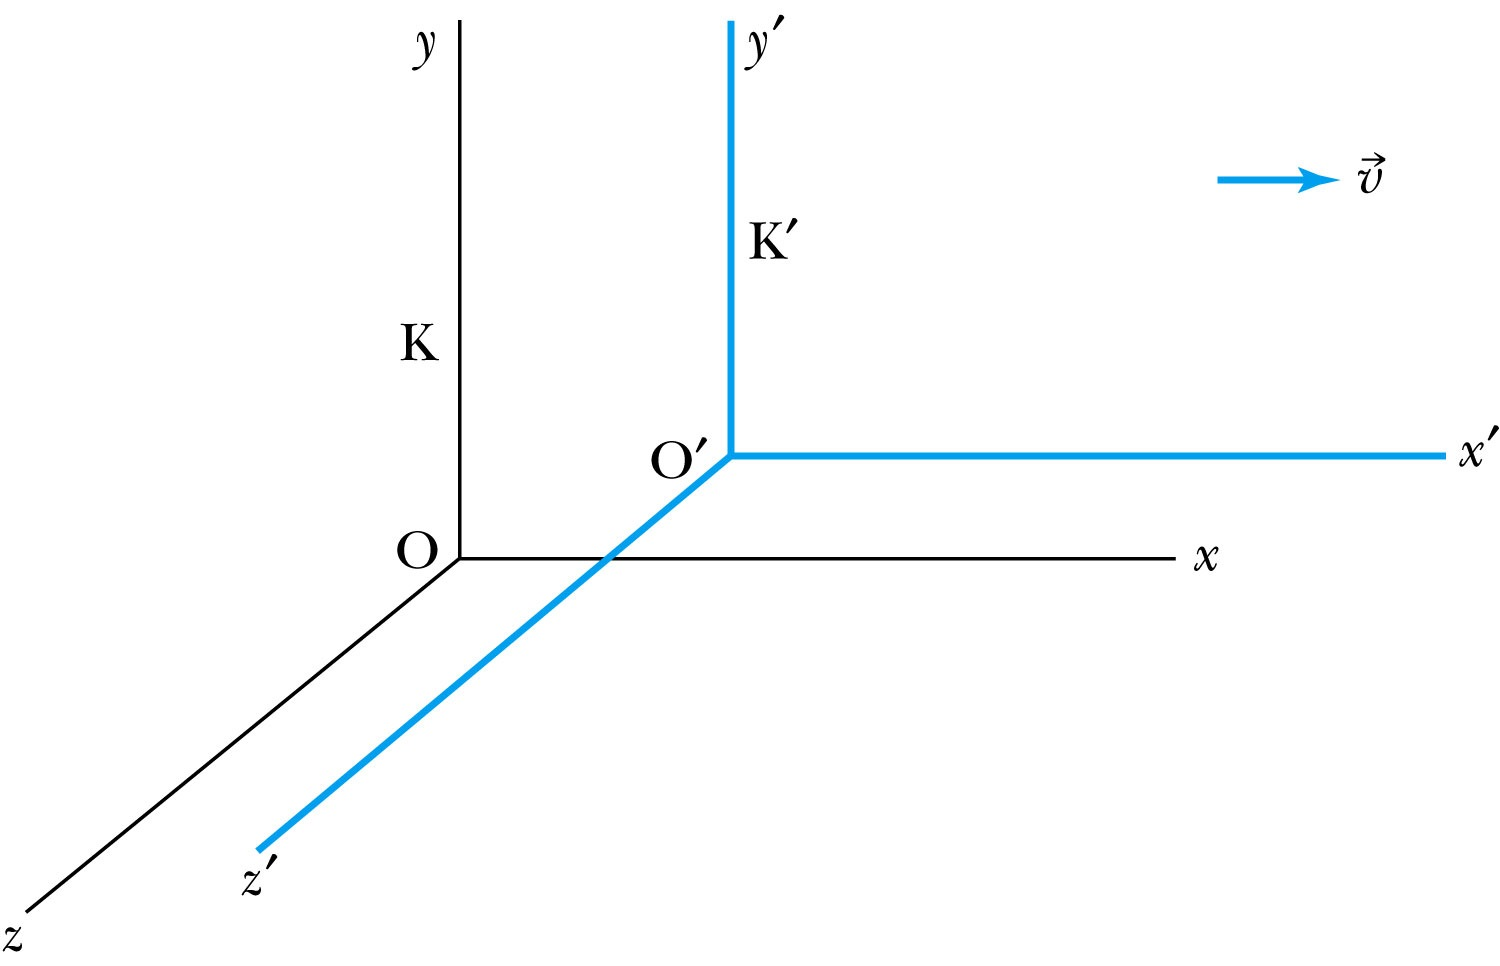 y
y′
v⃗
K′
K
O′
x′
O
x
z′
z